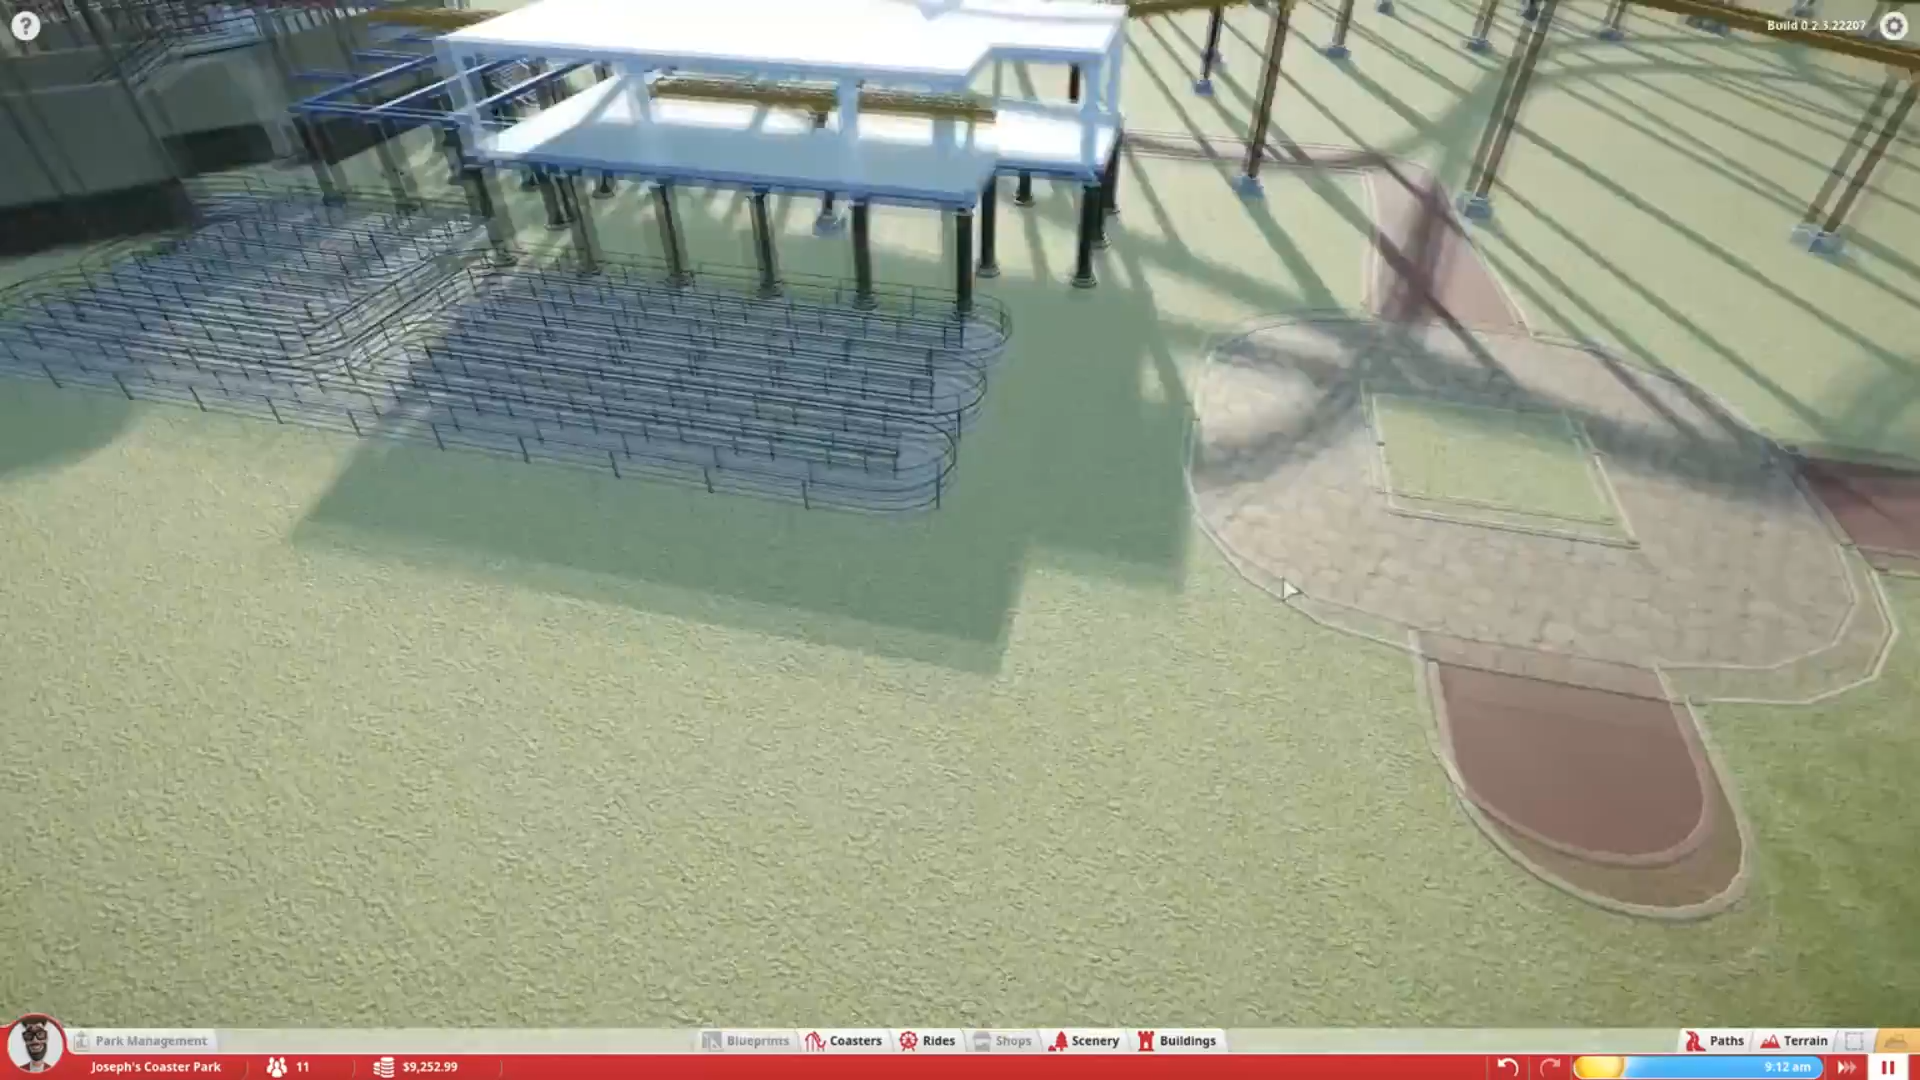 ?
Build 0.2.3.22207
Park Management
Blueprints
Coasters
Rides
Shops
Scenery
Buildings
Paths
Terrain
Joseph's Coaster Park
11
$9,252.99
9:12 am